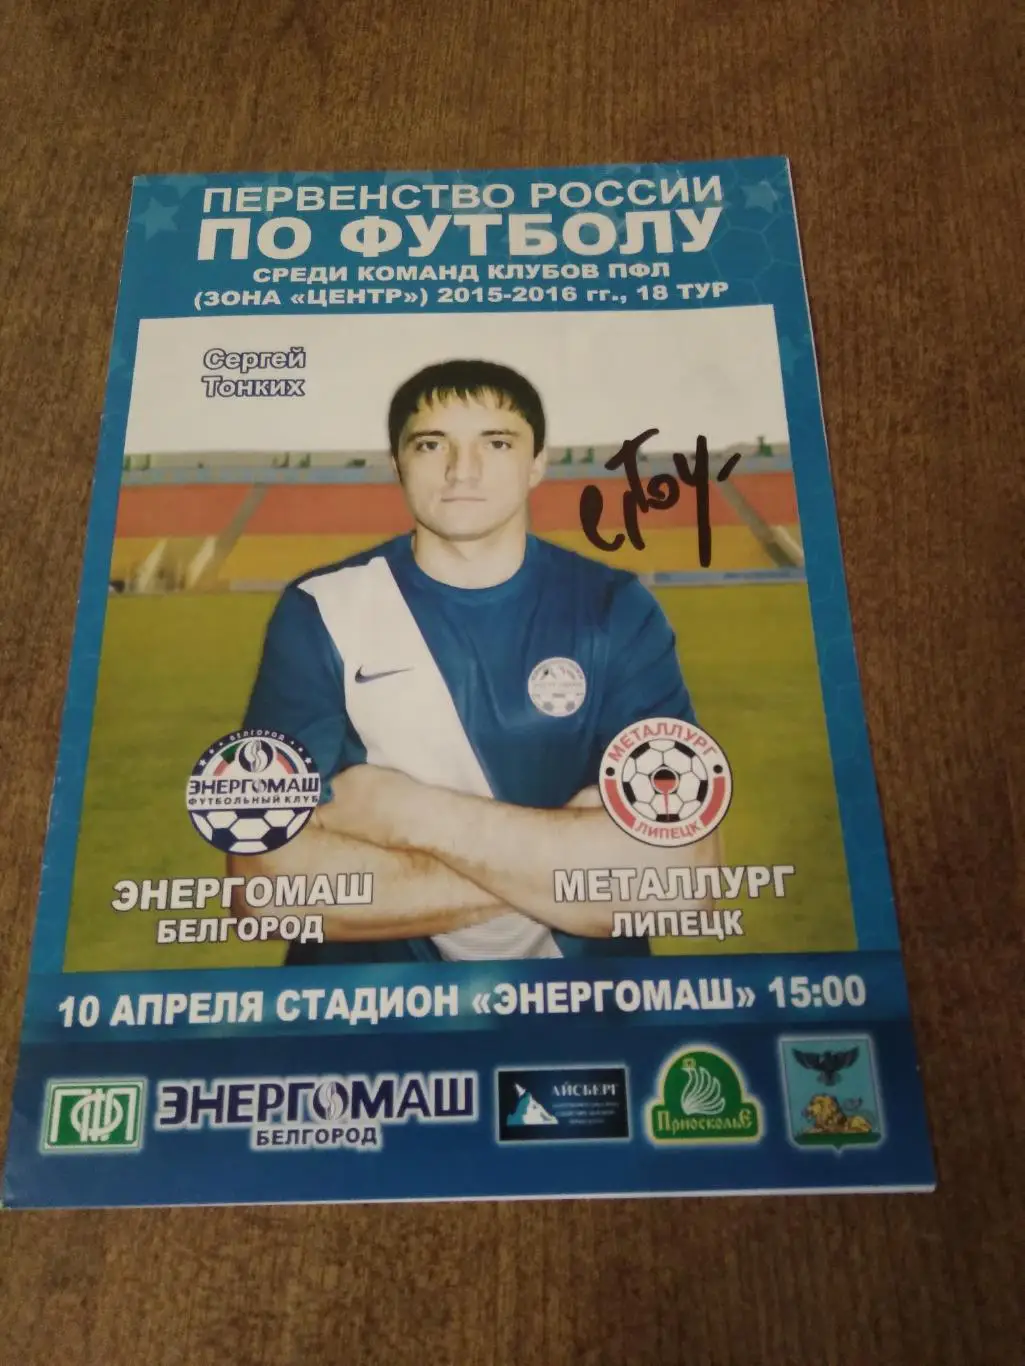 ПЕРВЕНСТВО РОССИИ
ПО ФУТБОЛУ
СРЕДИ КОМАНД КЛУБОВ ПФЛ
(ЗОНА «ЦЕНТР») 2015-2016 гг., 18 ТУР
Сергей
Тонких
БЕЛГОРОД
ЭНЕРГОМАШ
ФУТБОЛЬНЫЙ КЛУБ
МЕТАЛЛУРГ
ЛИПЕЦК
ЭНЕРГОМАШ
БЕЛГОРОД
МЕТАЛЛУРГ
ЛИПЕЦК
10 АПРЕЛЯ СТАДИОН «ЭНЕРГОМАШ» 15:00
ПФЛ
ЭНЕРГОМАШ
БЕЛГОРОД
АЙСБЕРГ
ПриоскольЕ